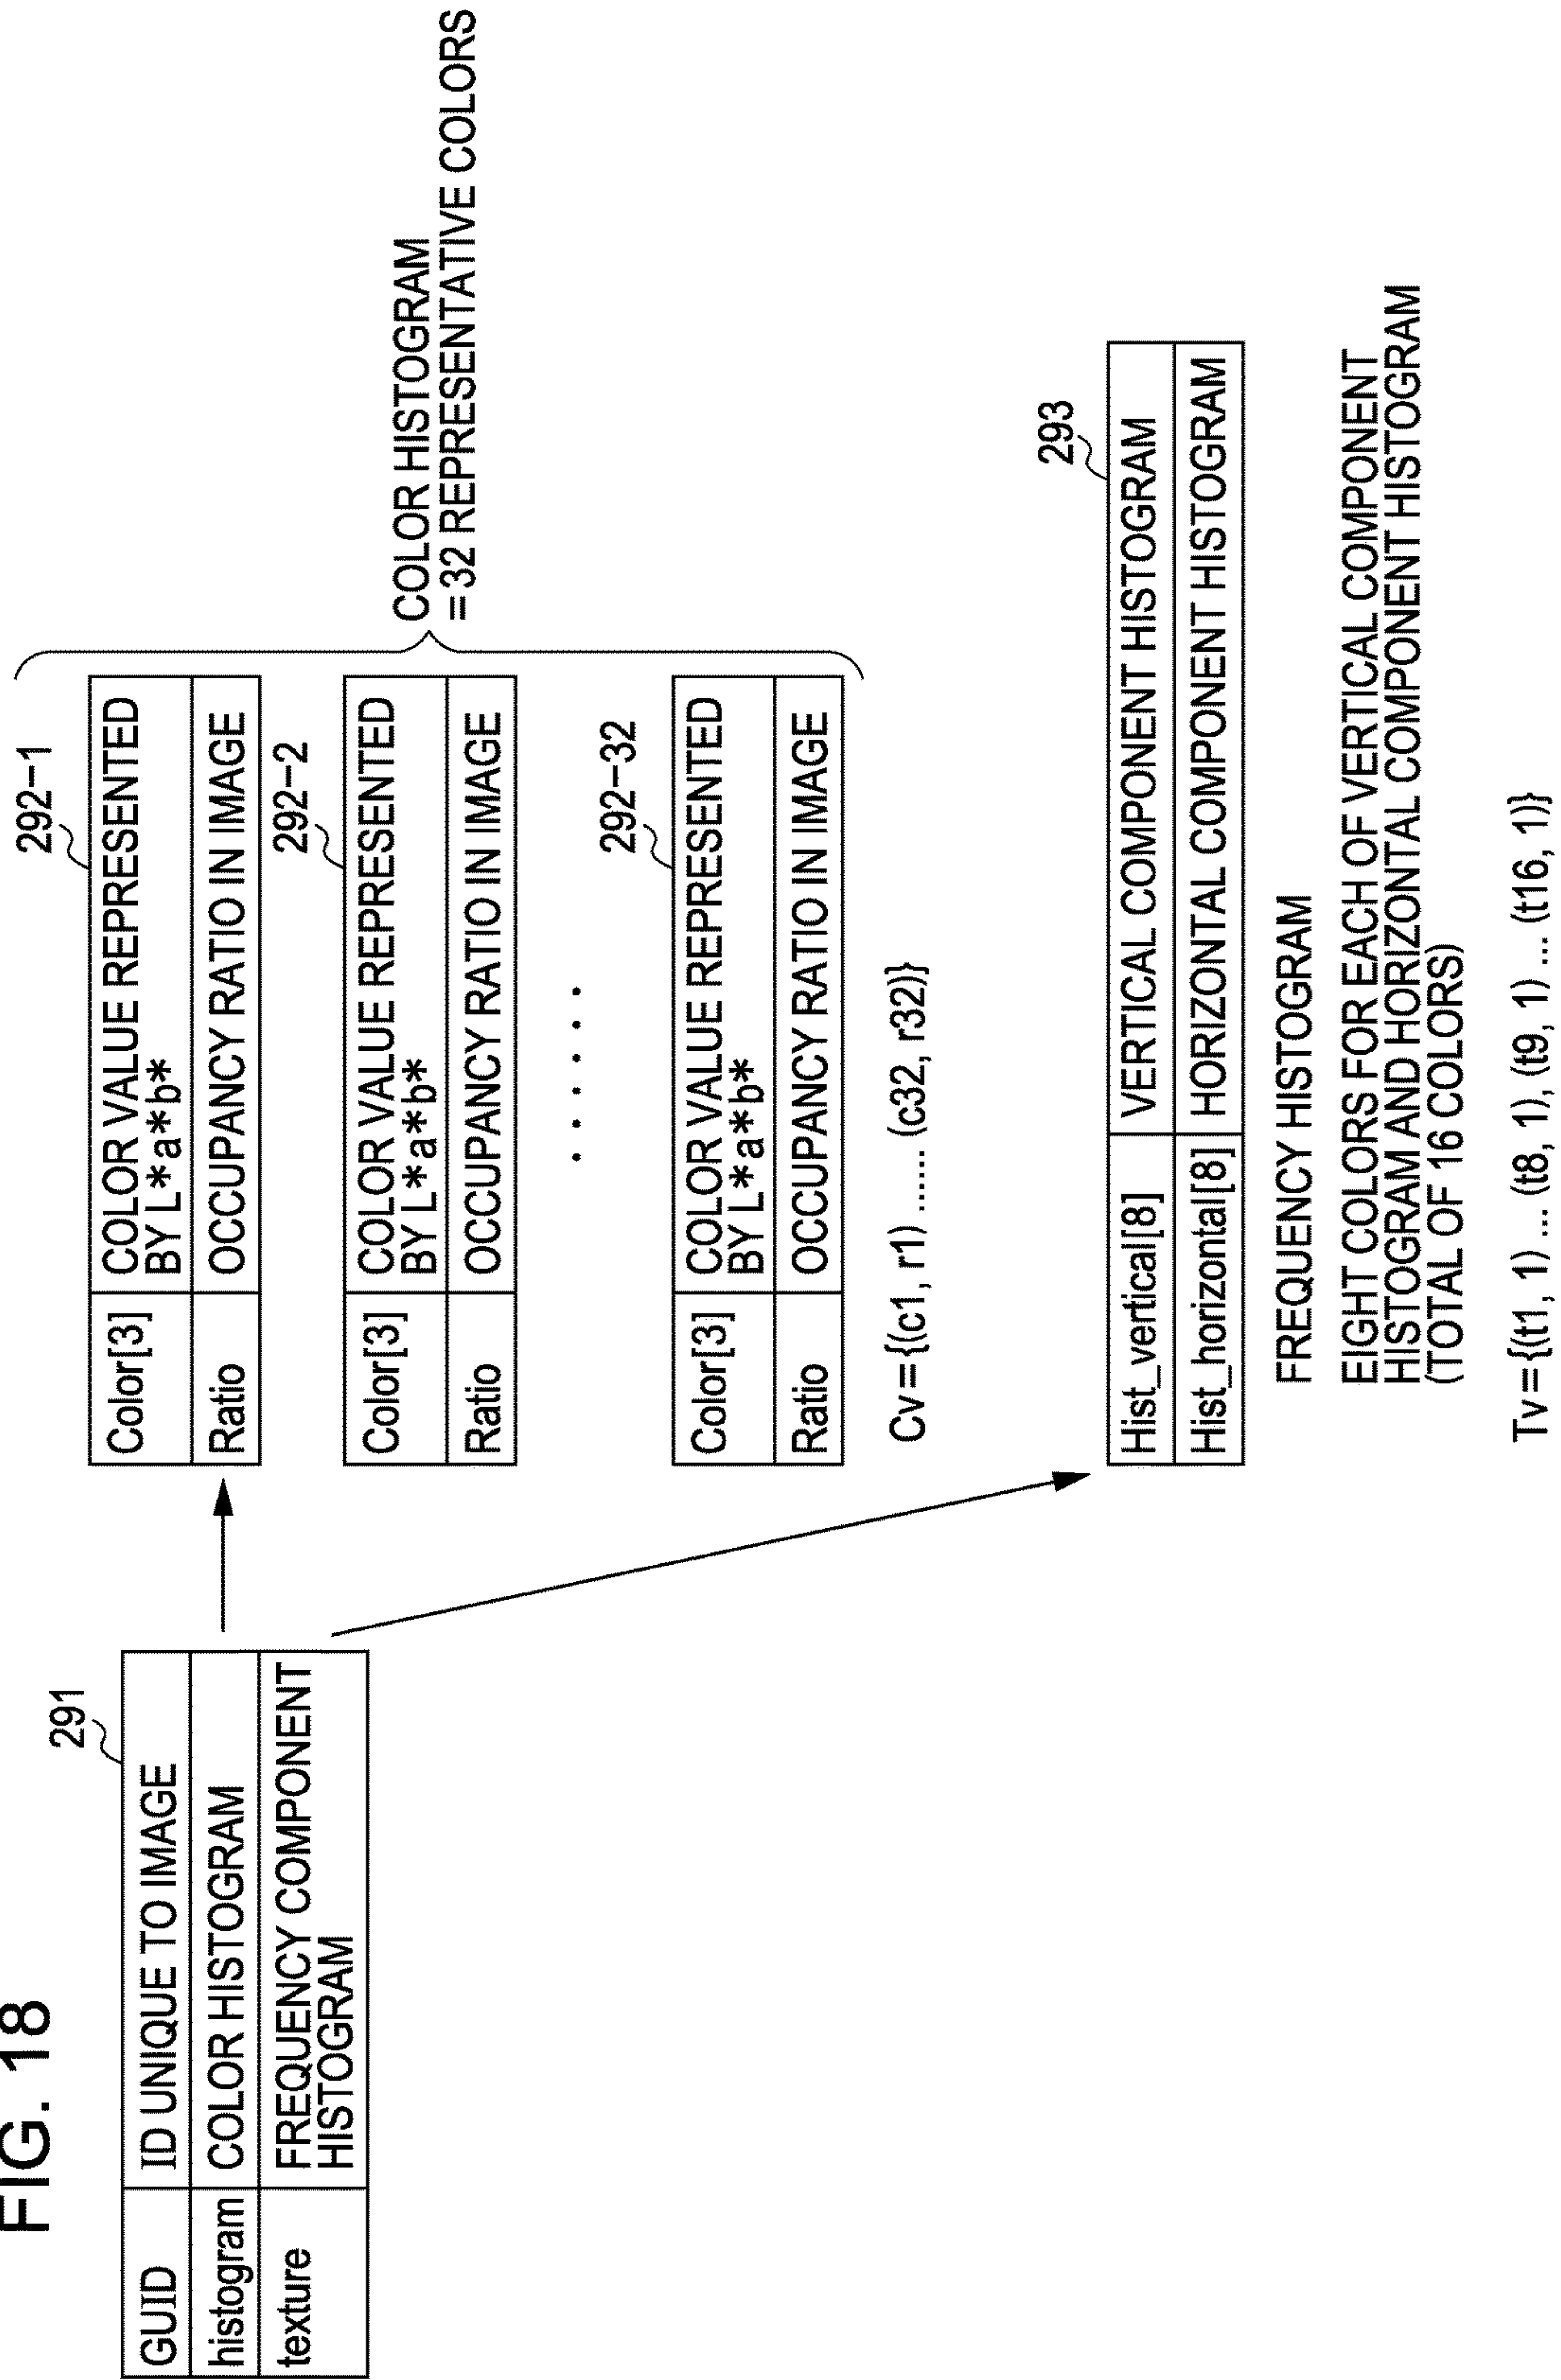 FIG. 18
291
GUID ID UNIQUE TO IMAGE
histogram COLOR HISTOGRAM
texture FREQUENCY COMPONENT
HISTOGRAM
292-1
Color[3] COLOR VALUE REPRESENTED
BY L*a*b*
Ratio OCCUPANCY RATIO IN IMAGE
292-2
Color[3] COLOR VALUE REPRESENTED
BY L*a*b*
Ratio OCCUPANCY RATIO IN IMAGE
......
292-32
Color[3] COLOR VALUE REPRESENTED
BY L*a*b*
Ratio OCCUPANCY RATIO IN IMAGE
COLOR HISTOGRAM
=32 REPRESENTATIVE COLORS
Cv={(c1, r1) ...... (c32, r32)}
293
Hist_vertical[8] VERTICAL COMPONENT HISTOGRAM
Hist_horizontal[8] HORIZONTAL COMPONENT HISTOGRAM
FREQUENCY HISTOGRAM
EIGHT COLORS FOR EACH OF VERTICAL COMPONENT
HISTOGRAM AND HORIZONTAL COMPONENT HISTOGRAM
(TOTAL OF 16 COLORS)
Tv={(t1, 1) ... (t8, 1), (t9, 1) ... (t16, 1)}